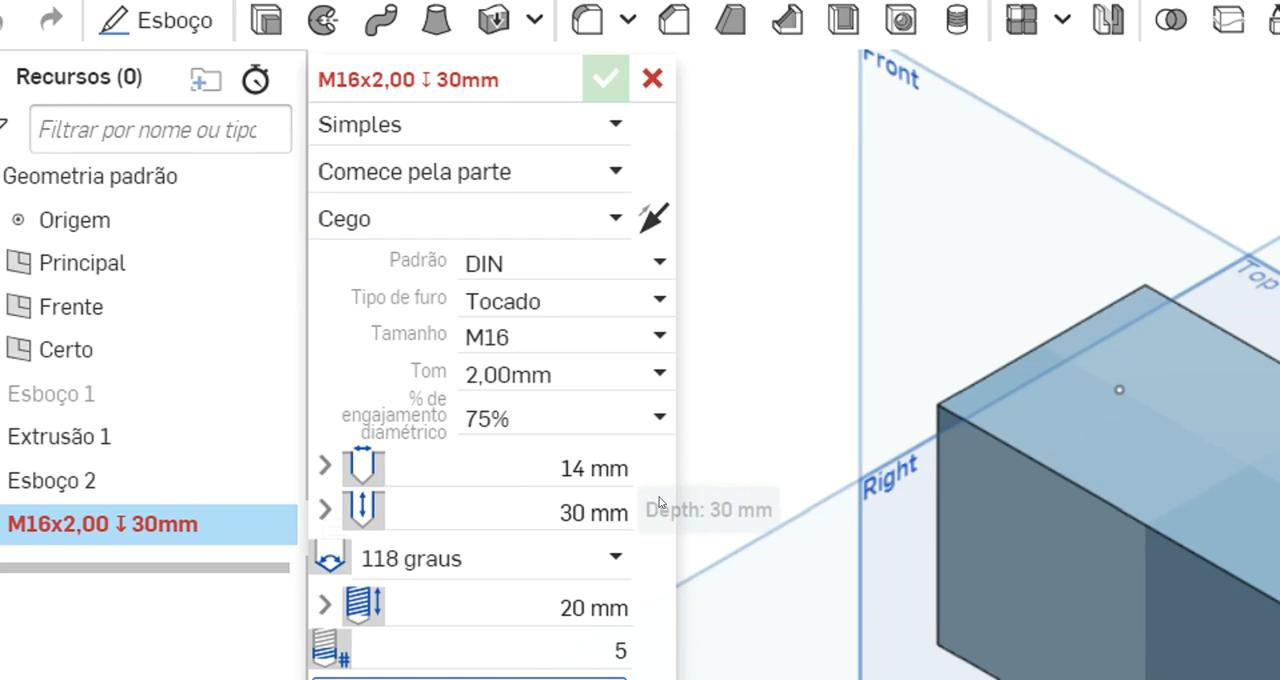 Esboço
Recursos (0)
Filtrar por nome ou tipc
Geometria padrão
Origem
Principal
Frente
Certo
Esboço 1
Extrusão 1
Esboço 2
M16x2,00 ↧ 30mm
M16x2,00 ↧ 30mm
Simples
Comece pela parte
Cego
Padrão DIN
Tipo de furo Tocado
Tamanho M16
Tom 2,00mm
% de
engajamento
diamétrico
75%
14 mm
30 mm
118 graus
20 mm
# 5
Depth: 30 mm
Front
Top
Right